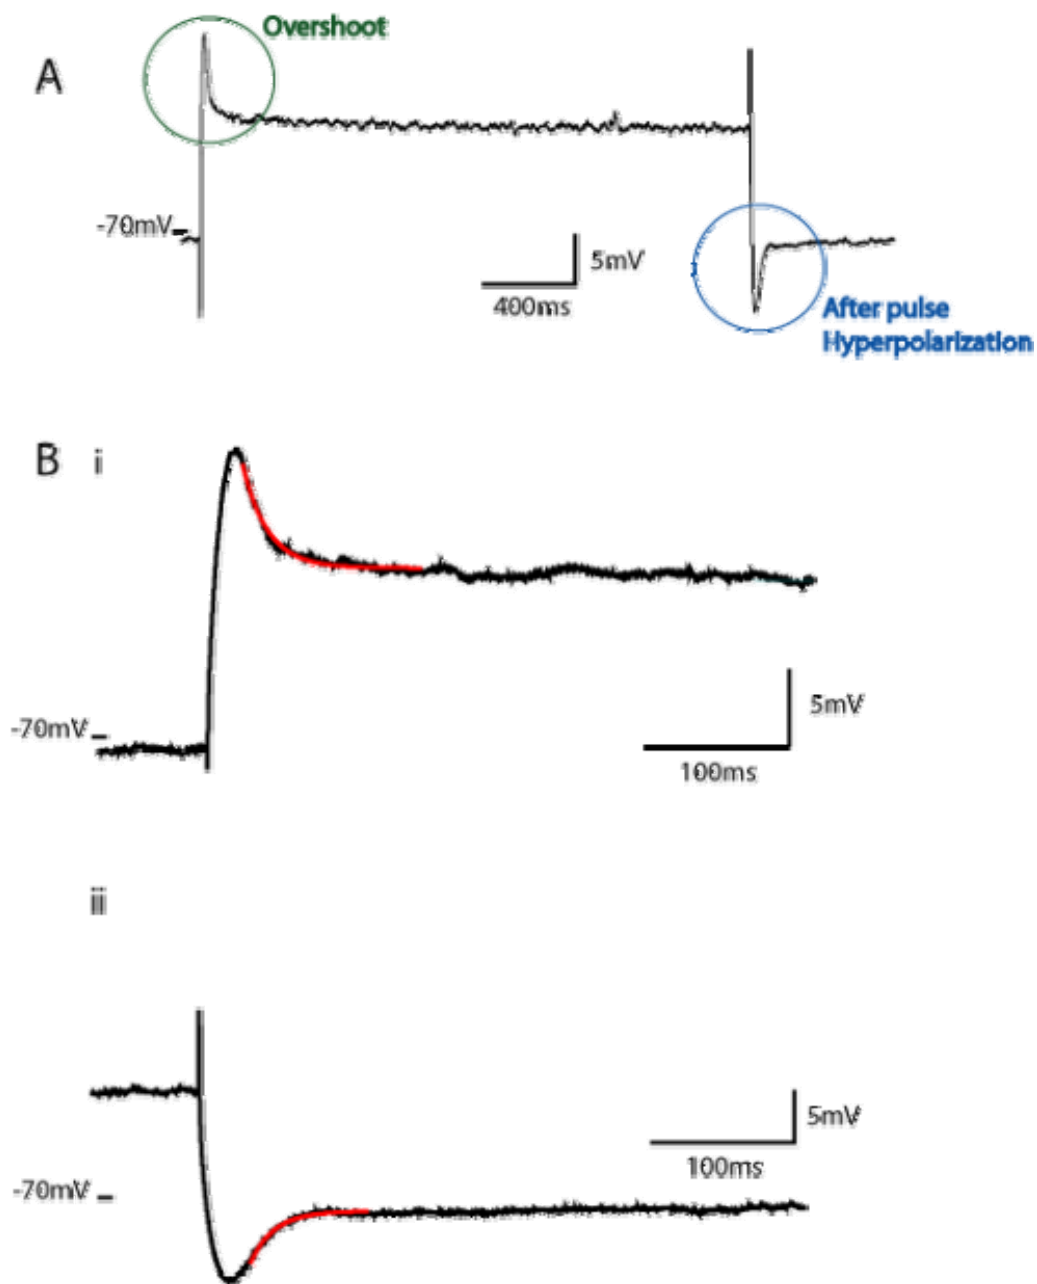 Overshoot
A
-70mV
5mV
400ms
After pulse
Hyperpolarization
B i
-70mV
5mV
100ms
ii
5mV
100ms
-70mV